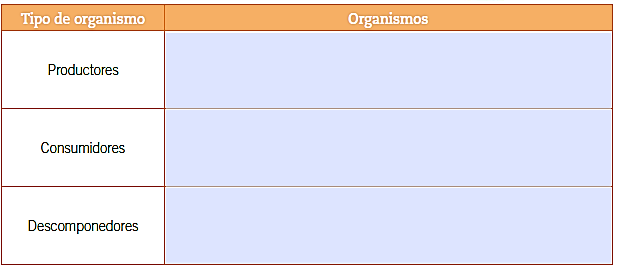 Tipo de organismo Organismos
Productores
Consumidores
Descomponedores